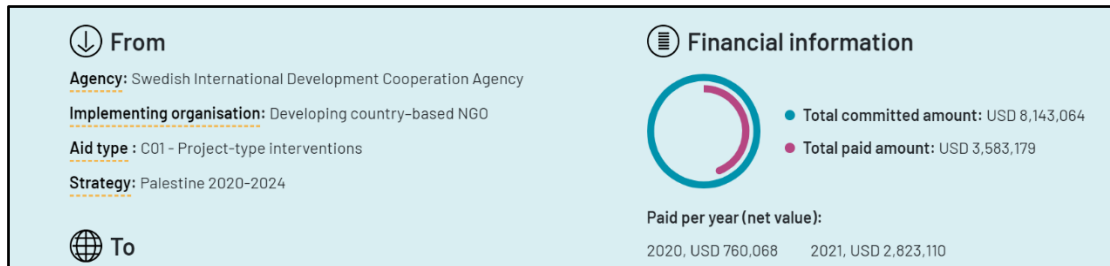 From
Agency: Swedish International Development Cooperation Agency
Implementing organisation: Developing country-based NGO
Aid type : C01 - Project-type interventions
Strategy: Palestine 2020-2024
To
Financial information
Total committed amount: USD 8,143,064
Total paid amount: USD 3,583,179
Paid per year (net value):
2020, USD 760,068 2021, USD 2,823,110